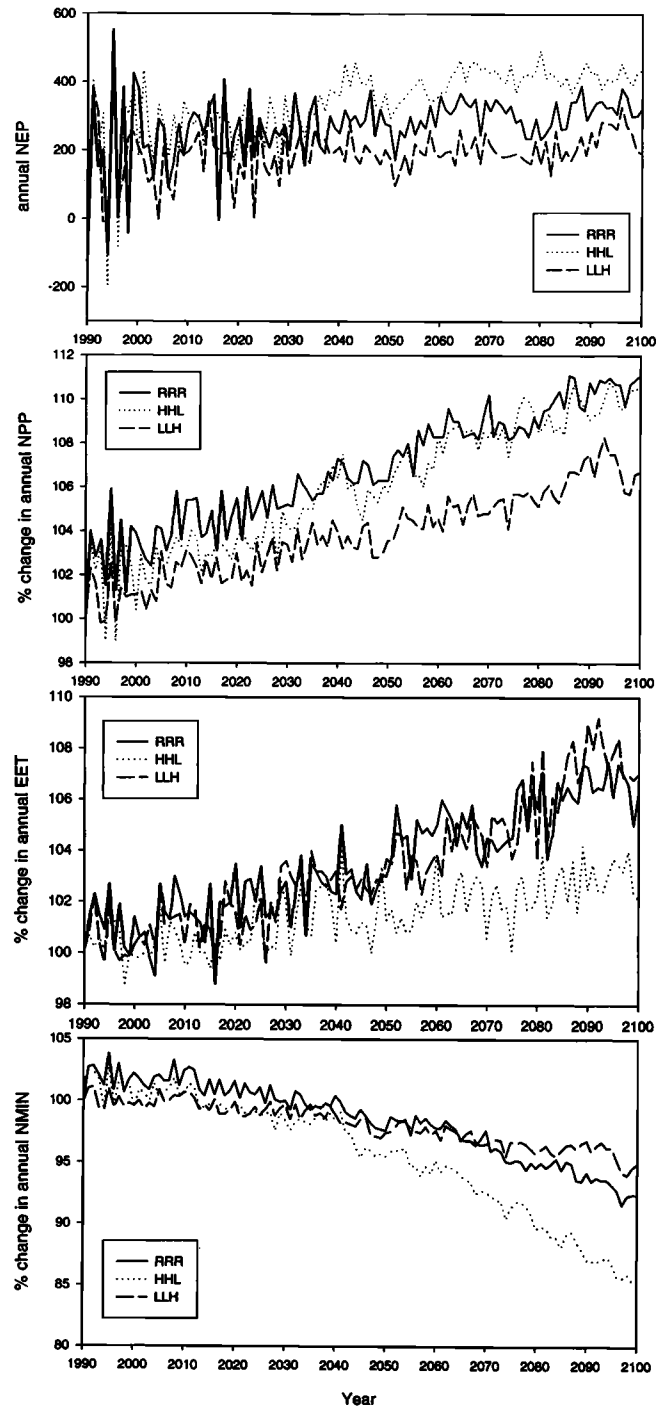 600
400
200
0
-200
annual NEP
RRR
HHL
LLH
1990 2000 2010 2020 2030 2040 2050 2060 2070 2080 2090 2100
112
110
108
106
104
102
100
98
% change in annual NPP
RRR
HHL
LLH
1990 2000 2010 2020 2030 2040 2050 2060 2070 2080 2090 2100
110
108
106
104
102
100
98
% change in annual EET
RRR
HHL
LLH
1990 2000 2010 2020 2030 2040 2050 2060 2070 2080 2090 2100
105
100
95
90
85
80
% change in annual NMIN
RRR
HHL
LLH
1990 2000 2010 2020 2030 2040 2050 2060 2070 2080 2090 2100
Year